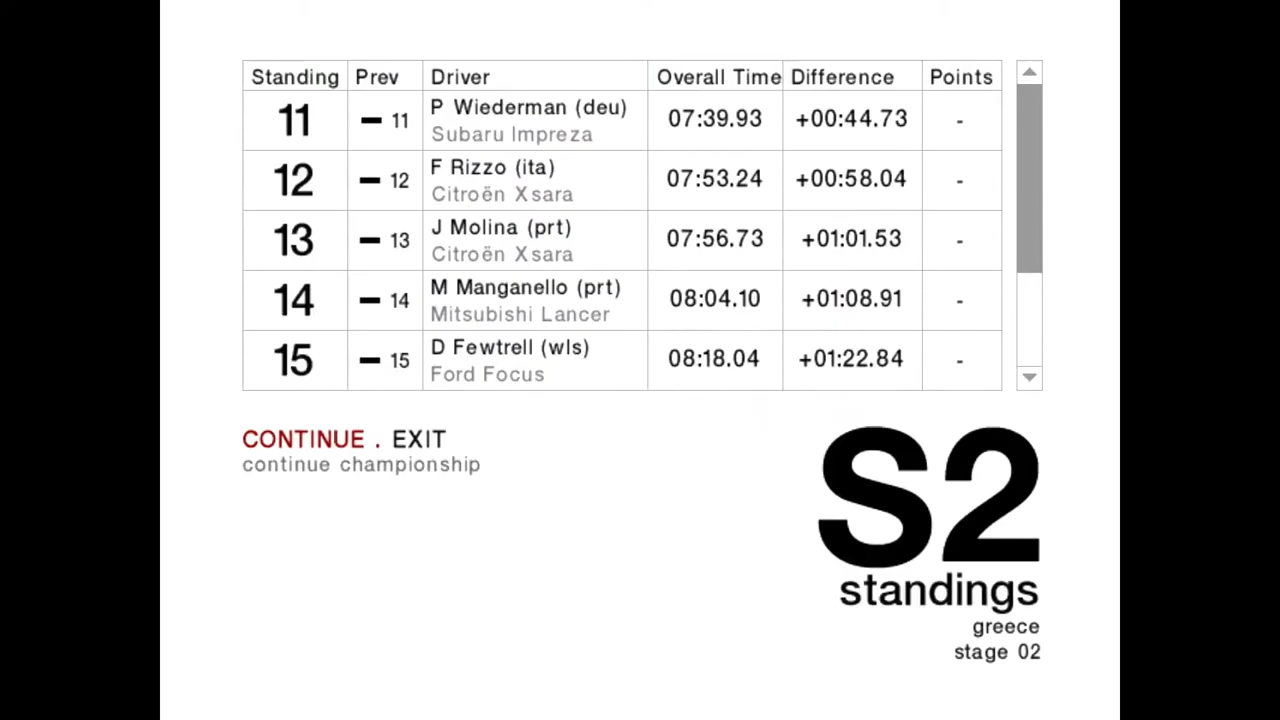 Standing Prev Driver Overall Time Difference Points
11 - 11 P Wiederman (deu) 07:39.93 +00:44.73 -
Subaru Impreza
12 - 12 F Rizzo (ita) 07:53.24 +00:58.04 -
Citroën Xsara
13 - 13 J Molina (prt) 07:56.73 +01:01.53 -
Citroën Xsara
14 - 14 M Manganello (prt) 08:04.10 +01:08.91 -
Mitsubishi Lancer
15 - 15 D Fewtrell (wls) 08:18.04 +01:22.84 -
Ford Focus
CONTINUE . EXIT
continue championship
S2
standings
greece
stage 02